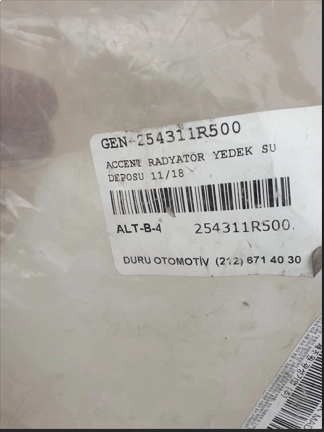 GEN-254311R500
ACCENT RADYATÖR YEDEK SU
DEPOSU 11/18
ALT-B-4 254311R500.
DURU OTOMOTİV (212) 671 40 30